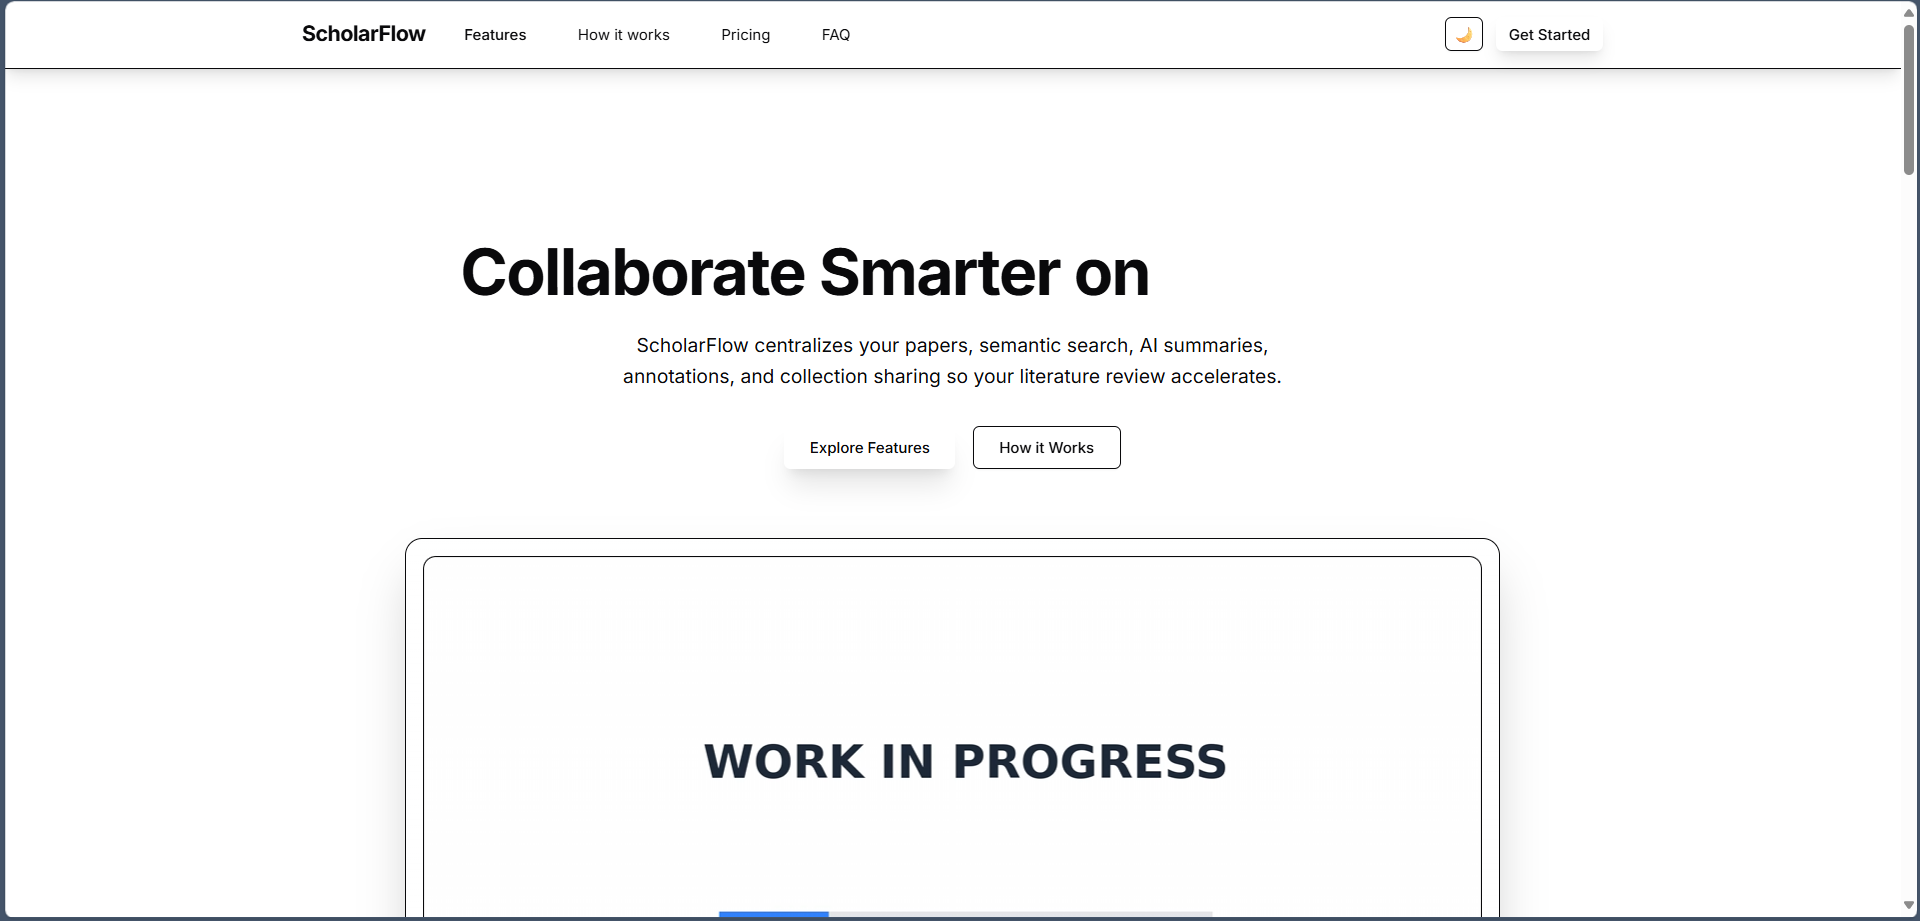 ScholarFlow Features How it works Pricing FAQ Get Started
Collaborate Smarter on
ScholarFlow centralizes your papers, semantic search, AI summaries,
annotations, and collection sharing so your literature review accelerates.
Explore Features How it Works
WORK IN PROGRESS